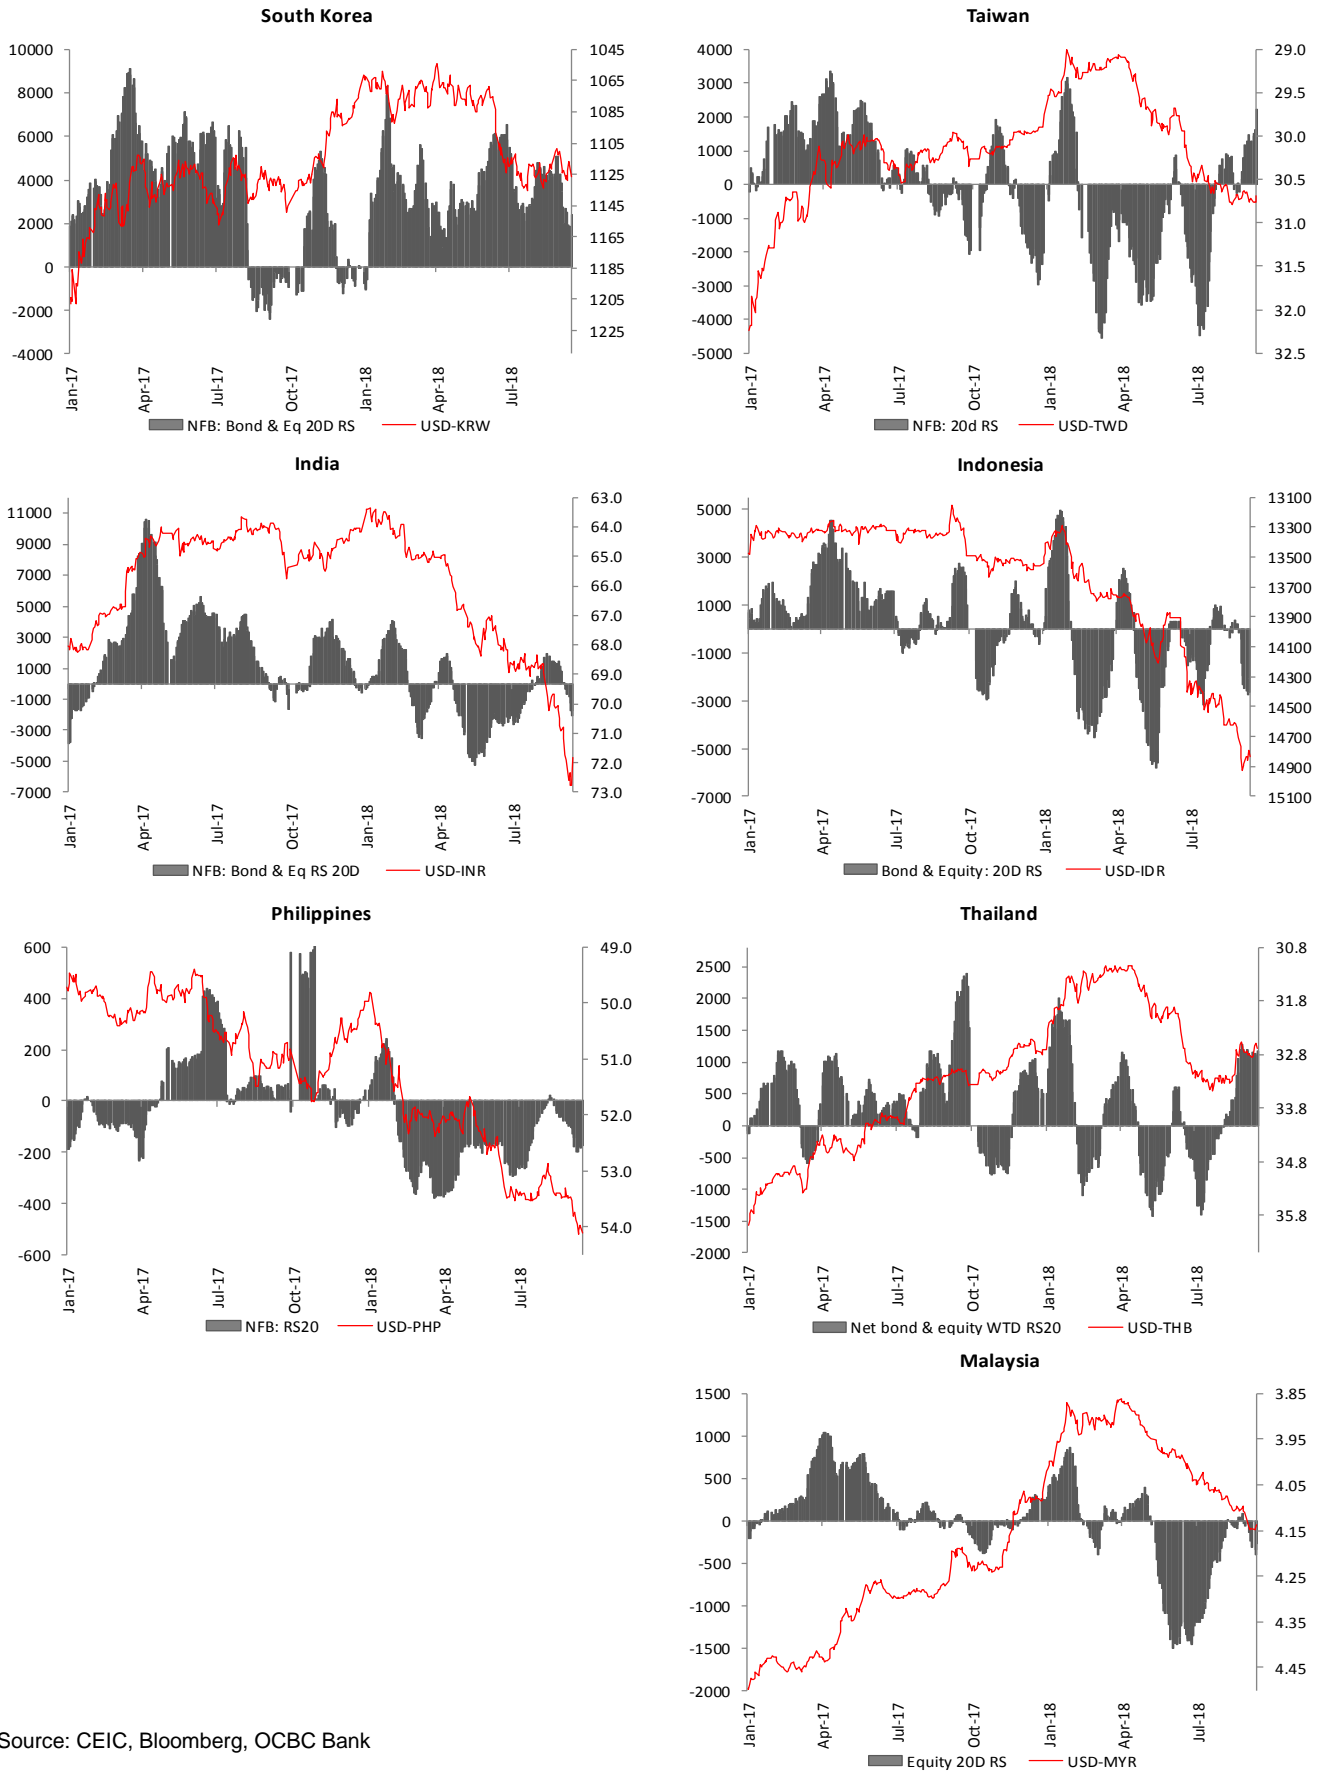 South Korea
10000
8000
6000
4000
2000
0
-2000
-4000
1045
1065
1085
1105
1125
1145
1165
1185
1205
1225
Jan-17
Apr-17
Jul-17
Oct-17
Jan-18
Apr-18
Jul-18
NFB: Bond & Eq 20D RS USD-KRW
Taiwan
4000
3000
2000
1000
0
-1000
-2000
-3000
-4000
-5000
29.0
29.5
30.0
30.5
31.0
31.5
32.0
32.5
Jan-17
Apr-17
Jul-17
Oct-17
Jan-18
Apr-18
Jul-18
NFB: 20d RS USD-TWD
India
11000
9000
7000
5000
3000
1000
-1000
-3000
-5000
-7000
63.0
64.0
65.0
66.0
67.0
68.0
69.0
70.0
71.0
72.0
73.0
Jan-17
Apr-17
Jul-17
Oct-17
Jan-18
Apr-18
Jul-18
NFB: Bond & Eq RS 20D USD-INR
Indonesia
5000
3000
1000
-1000
-3000
-5000
-7000
13100
13300
13500
13700
13900
14100
14300
14500
14700
14900
15100
Jan-17
Apr-17
Jul-17
Oct-17
Jan-18
Apr-18
Jul-18
Bond & Equity: 20D RS USD-IDR
Philippines
600
400
200
0
-200
-400
-600
49.0
50.0
51.0
52.0
53.0
54.0
Jan-17
Apr-17
Jul-17
Oct-17
Jan-18
Apr-18
Jul-18
NFB: RS20 USD-PHP
Thailand
2500
2000
1500
1000
500
0
-500
-1000
-1500
-2000
30.8
31.8
32.8
33.8
34.8
35.8
Jan-17
Apr-17
Jul-17
Oct-17
Jan-18
Apr-18
Jul-18
Net bond & equity WTD RS20 USD-THB
Malaysia
1500
1000
500
0
-500
-1000
-1500
-2000
3.85
3.95
4.05
4.15
4.25
4.35
4.45
Jan-17
Apr-17
Jul-17
Oct-17
Jan-18
Apr-18
Jul-18
Equity 20D RS USD-MYR
Source: CEIC, Bloomberg, OCBC Bank